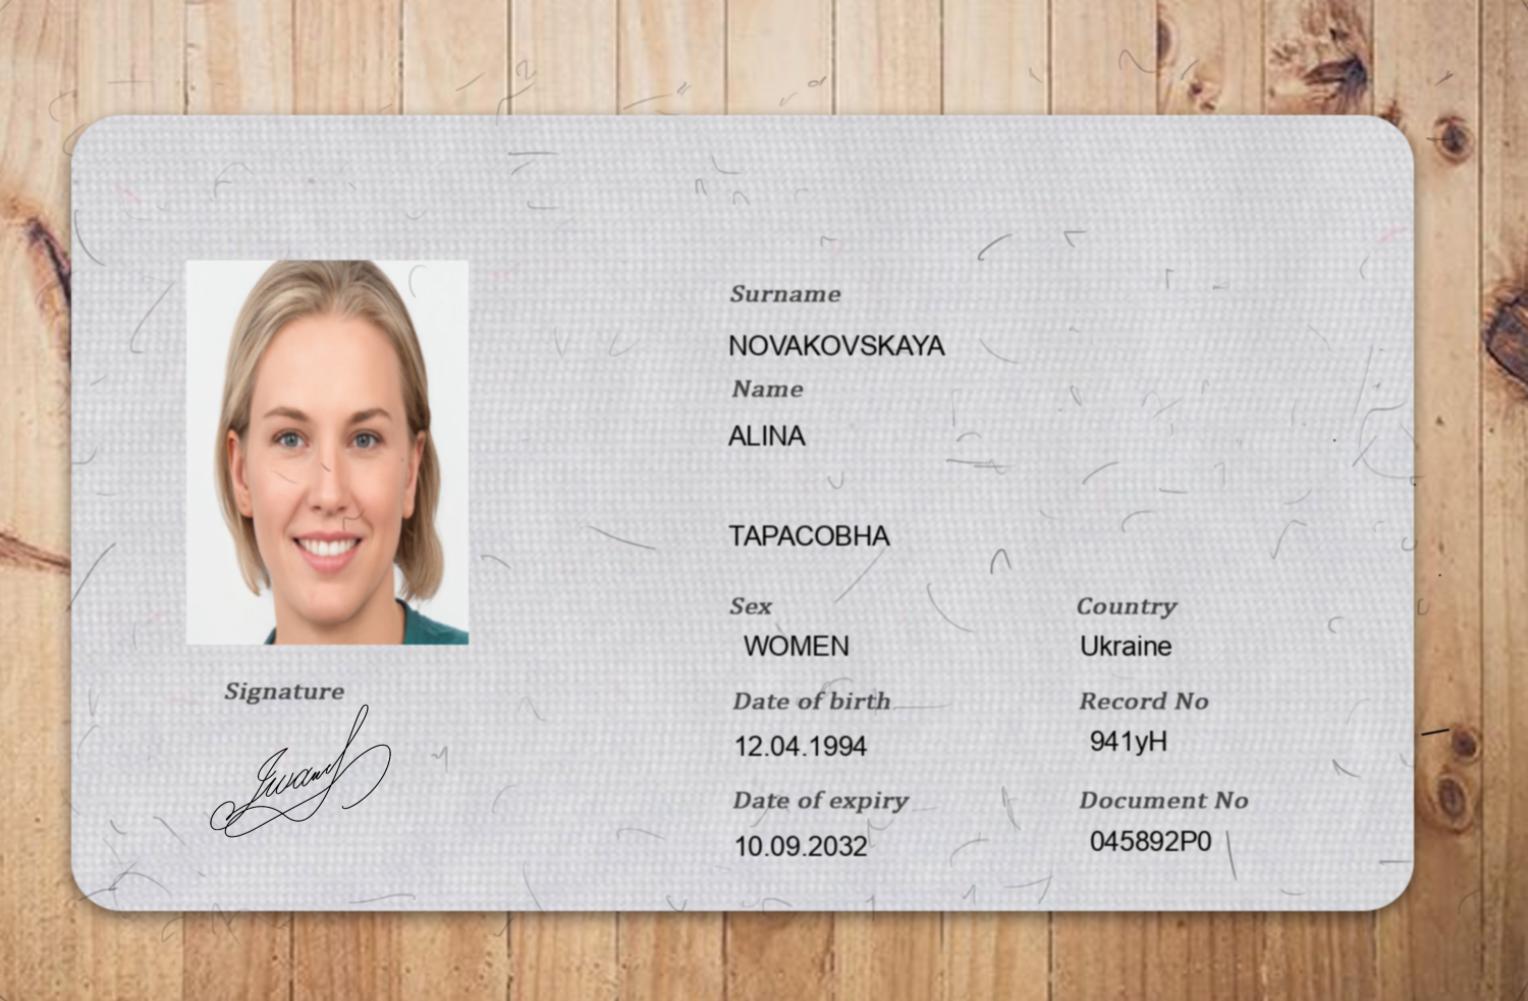 Surname
NOVAKOVSKAYA
Name
ALINA
TAPACOBHA
Sex
Country
WOMEN
Ukraine
Signature
Date of birth
Record No
12.04.1994
941yH
Date of expiry
Document No
10.09.2032
045892P0